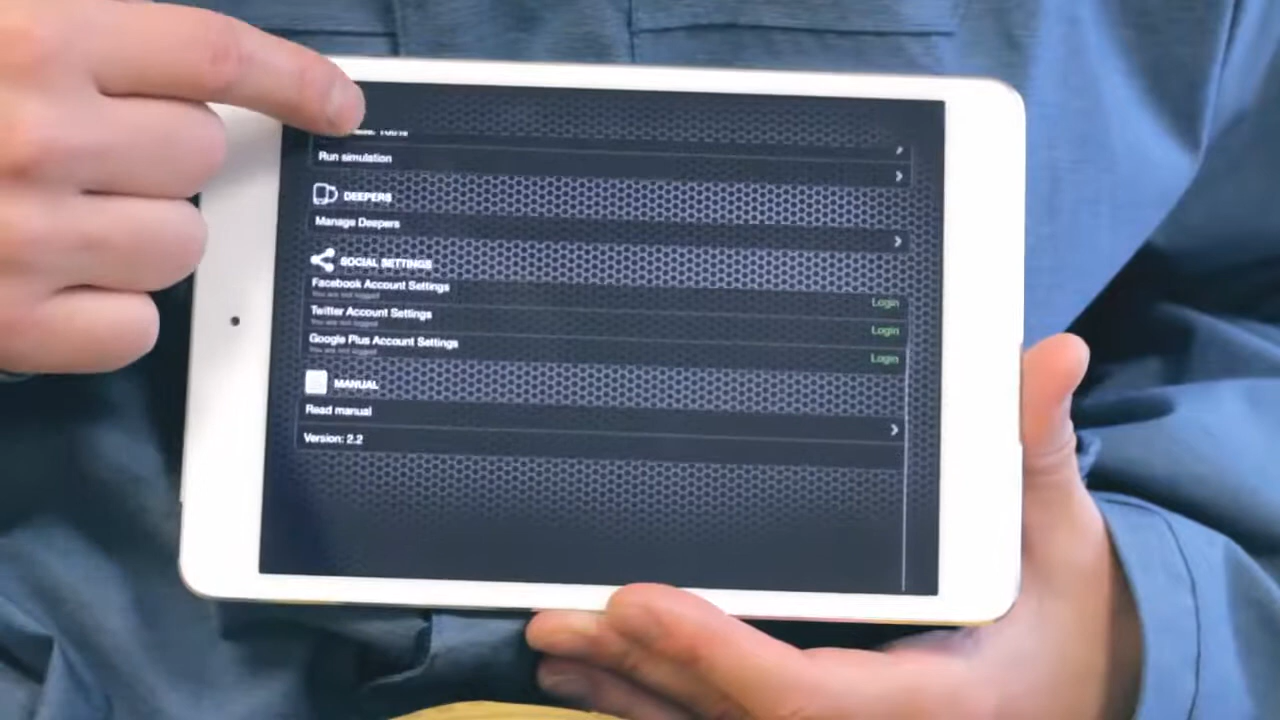 Run simulation
DEEPERS
Manage Deepers
SOCIAL SETTINGS
Facebook Account Settings
You are not logged
Login
Twitter Account Settings
You are not logged
Login
Google Plus Account Settings
You are not logged
Login
MANUAL
Read manual
Version: 2.2